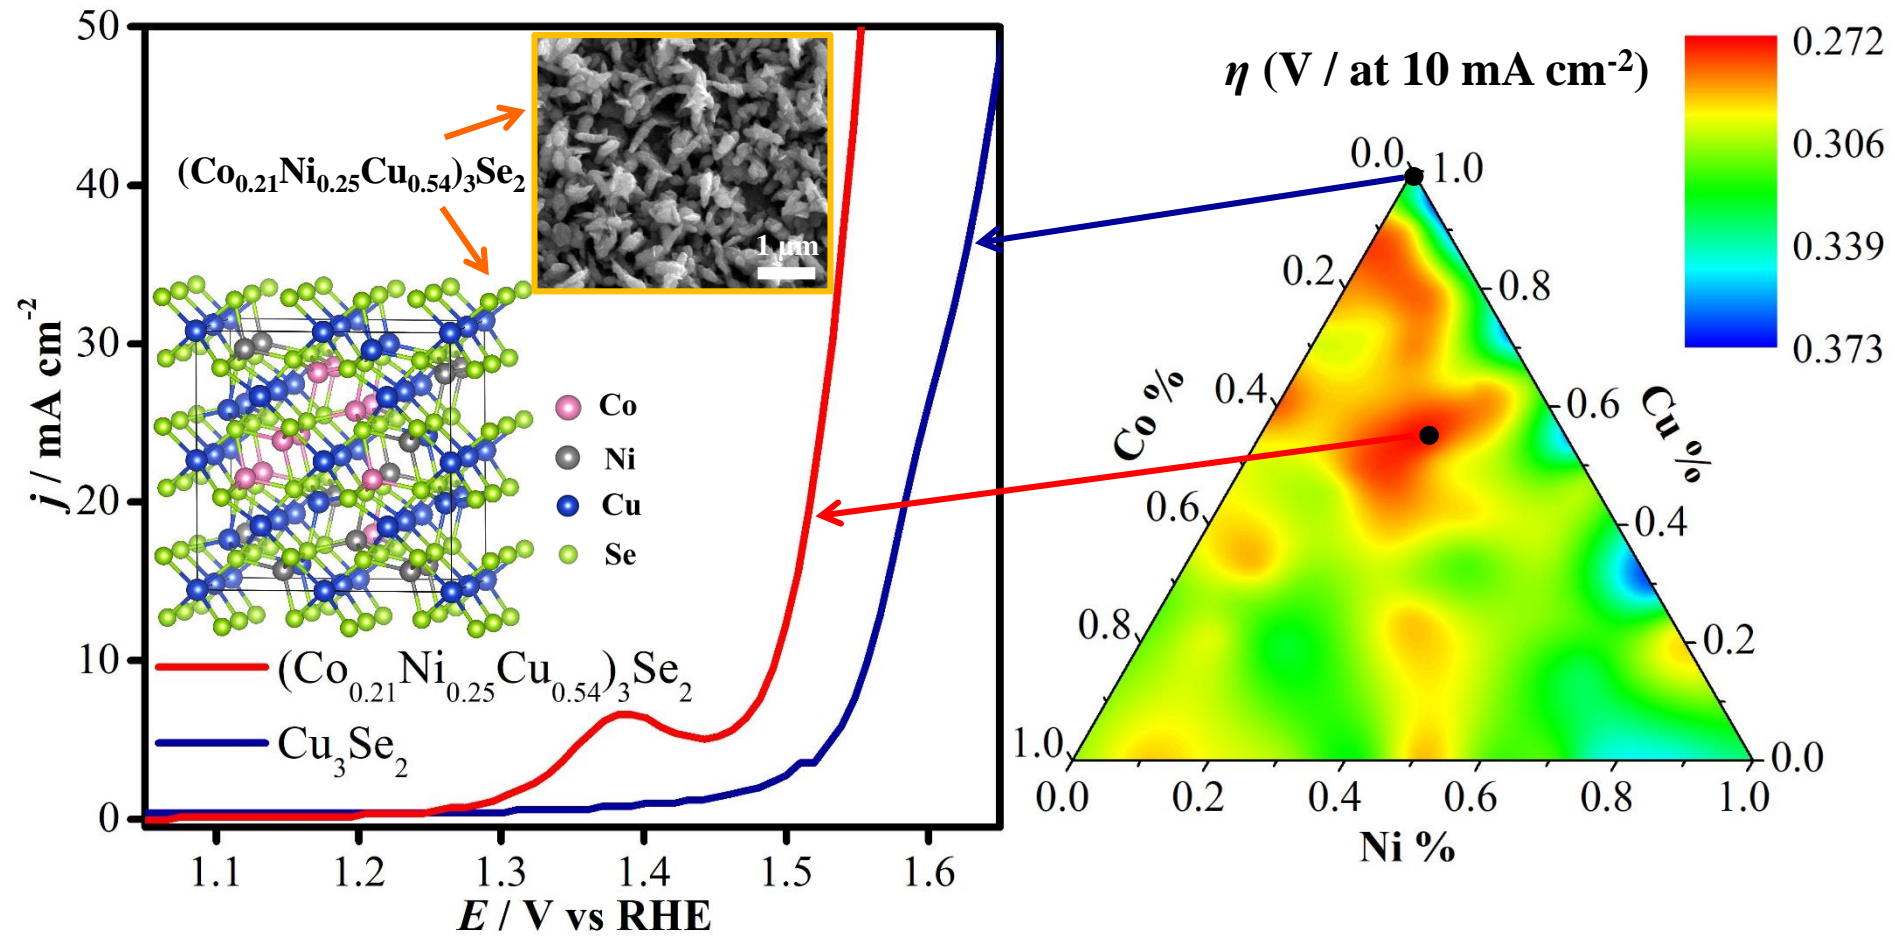 50
40
30
20
10
0
j / mA cm-2
1.1 1.2 1.3 1.4 1.5 1.6
E / V vs RHE
(Co0.21Ni0.25Cu0.54)3Se2
1 μm
Co
Ni
Cu
Se
(Co0.21Ni0.25Cu0.54)3Se2
Cu3Se2
η (V / at 10 mA cm-2)
0.272
0.306
0.339
0.373
0.0
0.2
0.4
0.6
0.8
1.0
Co %
1.0
0.8
0.6
0.4
0.2
0.0
Cu %
0.0 0.2 0.4 0.6 0.8 1.0
Ni %